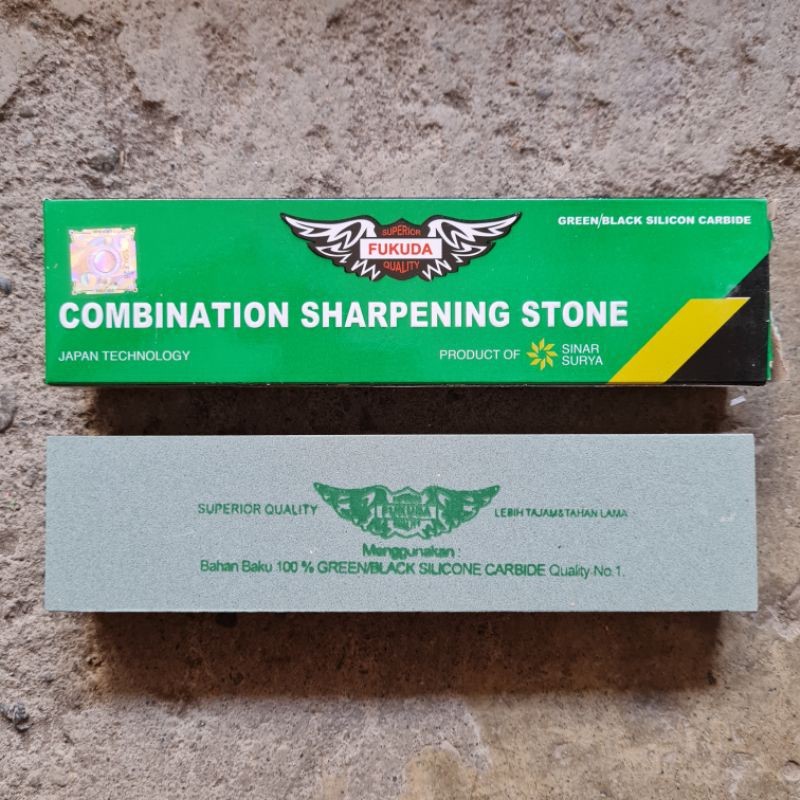 GREEN/BLACK SILICON CARBIDE
SUPERIOR
FUKUDA
QUALITY
COMBINATION SHARPENING STONE
JAPAN TECHNOLOGY
PRODUCT OF SINAR
SURYA
FUKUDA
SUPERIOR QUALITY
LEBIH TAJAM&TAHAN LAMA
Menggunakan :
Bahan Baku 100 % GREEN/BLACK SILICONE CARBIDE Quality No.1.